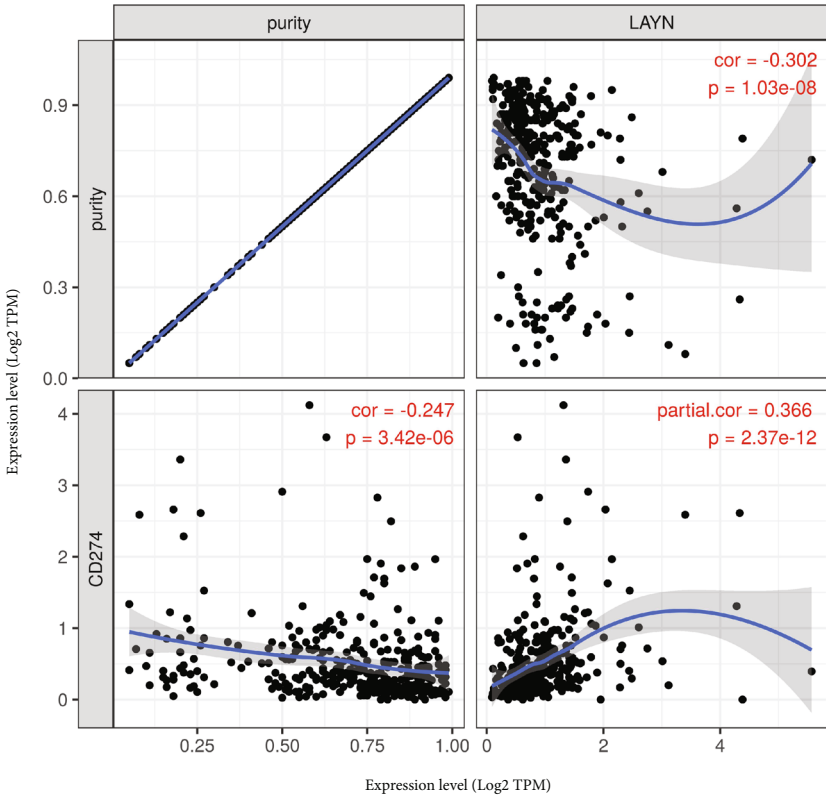 purity
LAYN
cor = -0.302
p = 1.03e-08
0.9
0.6
0.3
0.0
purity
Expression level (Log2 TPM)
cor = -0.247
p = 3.42e-06
partial.cor = 0.366
p = 2.37e-12
4
3
2
1
0
CD274
0.25
0.50
0.75
1.00
0
2
4
Expression level (Log2 TPM)